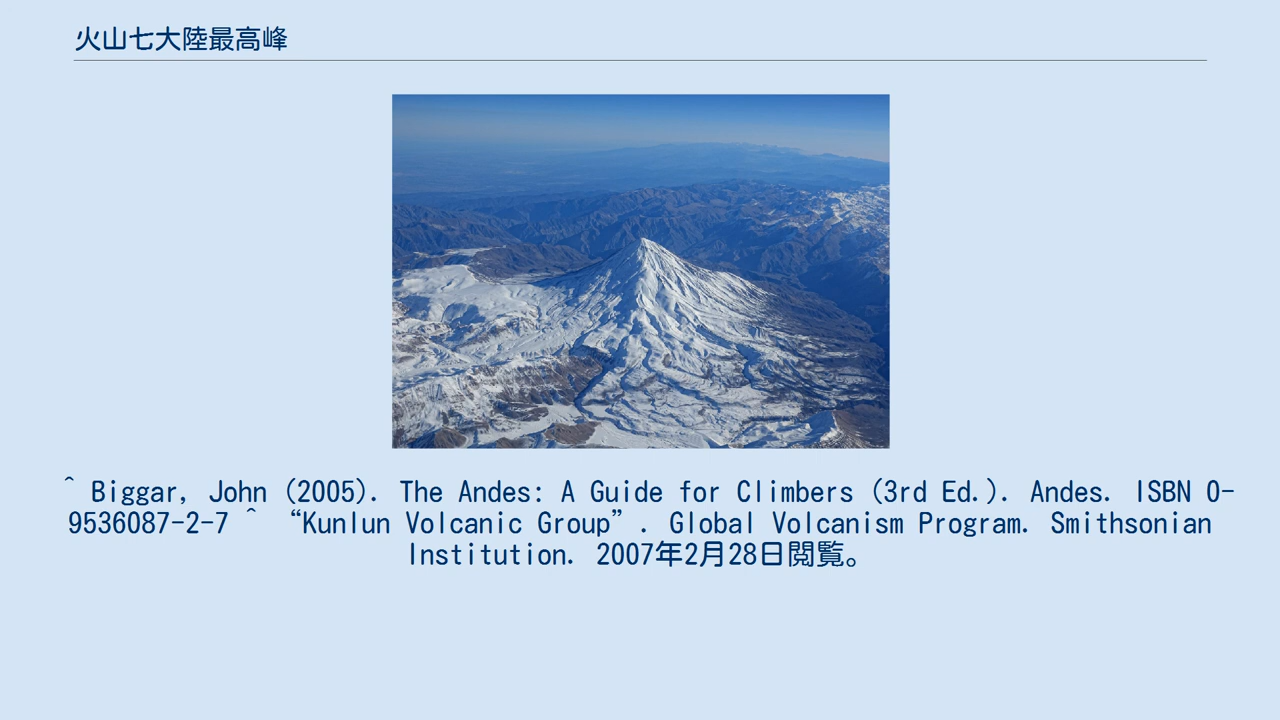 火山七大陸最高峰
^ Biggar, John (2005). The Andes: A Guide for Climbers (3rd Ed.). Andes. ISBN 0-
9536087-2-7 ^ “Kunlun Volcanic Group”. Global Volcanism Program. Smithsonian
Institution. 2007年2月28日閲覧。